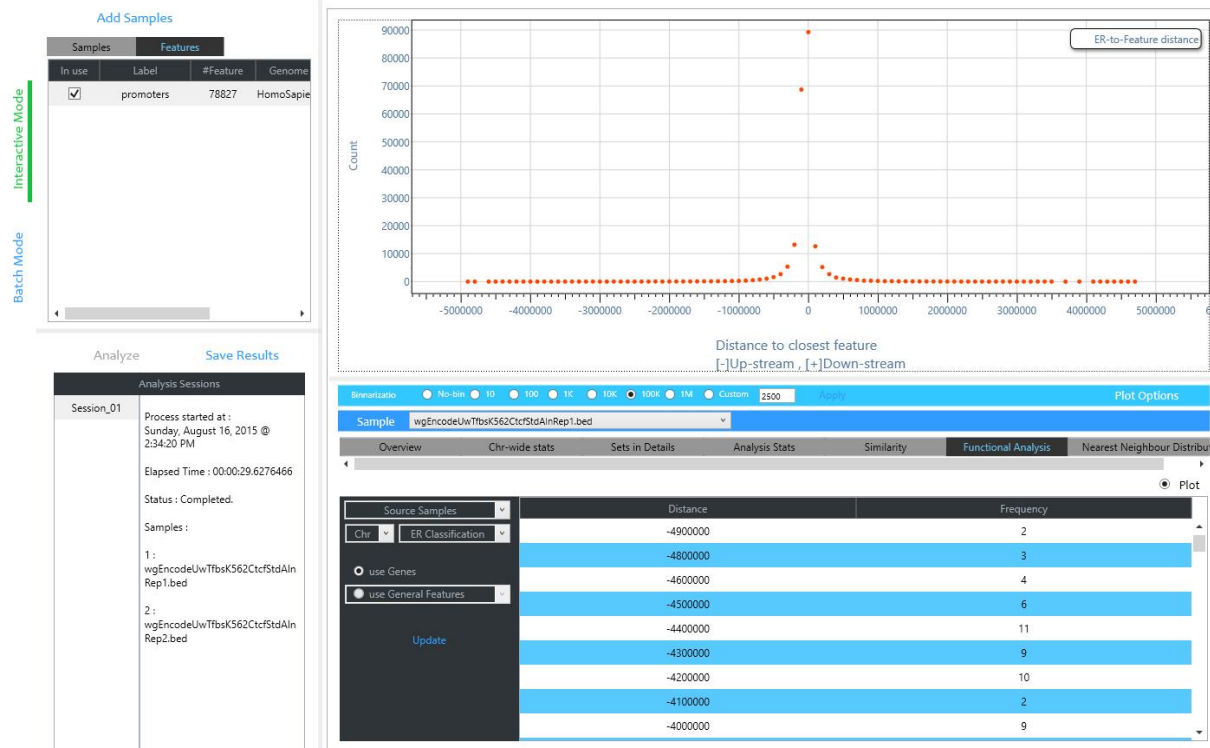 Add Samples
Samples Features
In use Label #Feature Genome
promoters 78827 HomoSapie
Interactive Mode
Batch Mode
Analyze Save Results
Analysis Sessions
Session_01
Process started at :
Sunday, August 16, 2015 @
2:34:20 PM
Elapsed Time : 00:00:29.6276466
Status : Completed.
Samples :
1 :
wgEncodeUwTfbsK562CtcfStdAln
Rep1.bed
2 :
wgEncodeUwTfbsK562CtcfStdAln
Rep2.bed
ER-to-Feature distance
Count
90000
80000
70000
60000
50000
40000
30000
20000
10000
0
-5000000 -4000000 -3000000 -2000000 -1000000 0 1000000 2000000 3000000 4000000 5000000 6
Distance to closest feature
[-]Up-stream , [+]Down-stream
Binnarizatio No-bin 10 100 1K 10K 100K 1M Custom 2500 Apply Plot Options
Sample wgEncodeUwTfbsK562CtcfStdAlnRep1.bed
Overview Chr-wide stats Sets in Details Analysis Stats Similarity Functional Analysis Nearest Neighbour Distribu
Plot
Source Samples
Chr ER Classification
use Genes
use General Features
Update
Distance Frequency
-4900000 2
-4800000 3
-4600000 4
-4500000 6
-4400000 11
-4300000 9
-4200000 10
-4100000 2
-4000000 9